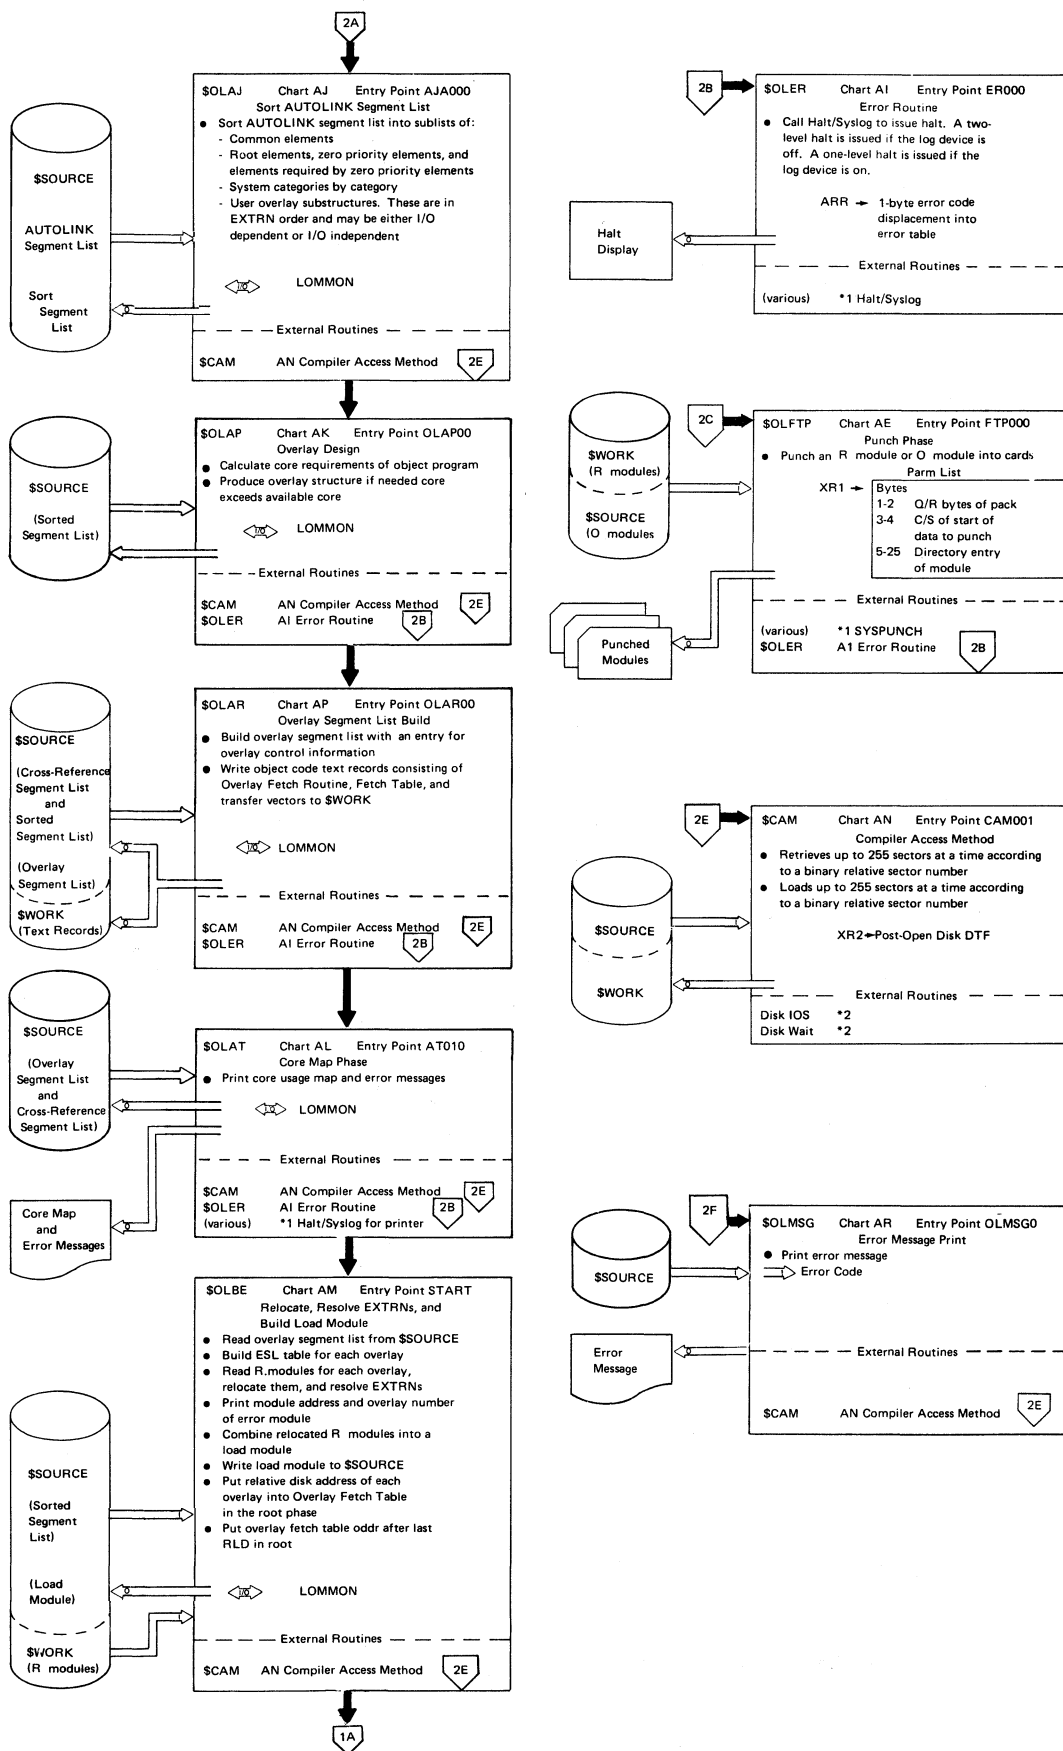 2A
$OLAJ Chart AJ Entry Point AJA000
Sort AUTOLINK Segment List
● Sort AUTOLINK segment list into sublists of:
- Common elements
- Root elements, zero priority elements, and
elements required by zero priority elements
- System categories by category
- User overlay substructures. These are in
EXTRN order and may be either I/O
dependent or I/O independent
I/O LOMMON
External Routines
$CAM AN Compiler Access Method 2E
$SOURCE
AUTOLINK
Segment List
Sort
Segment
List
$OLAP Chart AK Entry Point OLAP00
Overlay Design
● Calculate core requirements of object program
● Produce overlay structure if needed core
exceeds available core
I/O LOMMON
External Routines
$CAM AN Compiler Access Method 2E
$OLER AI Error Routine 2B
$SOURCE
(Sorted
Segment List)
$OLAR Chart AP Entry Point OLAR00
Overlay Segment List Build
● Build overlay segment list with an entry for
overlay control information
● Write object code text records consisting of
Overlay Fetch Routine, Fetch Table, and
transfer vectors to $WORK
I/O LOMMON
External Routines
$CAM AN Compiler Access Method 2E
$OLER AI Error Routine 2B
$SOURCE
(Cross-Reference
Segment List
and
Sorted
Segment List)
(Overlay
Segment List)
$WORK
(Text Records)
$OLAT Chart AL Entry Point AT010
Core Map Phase
● Print core usage map and error messages
I/O LOMMON
External Routines
$CAM AN Compiler Access Method 2E
$OLER AI Error Routine 2B
(various) *1 Halt/Syslog for printer
$SOURCE
(Overlay
Segment List
and
Cross-Reference
Segment List)
Core Map
and
Error Messages
$OLBE Chart AM Entry Point START
Relocate, Resolve EXTRNs, and
Build Load Module
● Read overlay segment list from $SOURCE
● Build ESL table for each overlay
● Read R.modules for each overlay,
relocate them, and resolve EXTRNs
● Print module address and overlay number
of error module
● Combine relocated R modules into a
load module
● Write load module to $SOURCE
● Put relative disk address of each
overlay into Overlay Fetch Table
in the root phase
● Put overlay fetch table oddr after last
RLD in root
I/O LOMMON
External Routines
$CAM AN Compiler Access Method 2E
$SOURCE
(Sorted
Segment
List)
(Load
Module)
$WORK
(R modules)
1A
2B
$OLER Chart AI Entry Point ER000
Error Routine
● Call Halt/Syslog to issue halt. A two-
level halt is issued if the log device is
off. A one-level halt is issued if the
log device is on.
ARR → 1-byte error code
displacement into
error table
External Routines
(various) *1 Halt/Syslog
Halt
Display
2C
$OLFTP Chart AE Entry Point FTP000
Punch Phase
● Punch an R module or O module into cards
Parm List
XR1 → Bytes
1-2 Q/R bytes of pack
3-4 C/S of start of
data to punch
5-25 Directory entry
of module
External Routines
(various) *1 SYSPUNCH
$OLER A1 Error Routine 2B
$WORK
(R modules)
$SOURCE
(O modules
Punched
Modules
2E
$CAM Chart AN Entry Point CAM001
Compiler Access Method
● Retrieves up to 255 sectors at a time according
to a binary relative sector number
● Loads up to 255 sectors at a time according
to a binary relative sector number
XR2→Post-Open Disk DTF
External Routines
Disk IOS *2
Disk Wait *2
$SOURCE
$WORK
2F
$OLMSG Chart AR Entry Point OLMSG0
Error Message Print
● Print error message
Error Code
External Routines
$CAM AN Compiler Access Method 2E
$SOURCE
Error
Message